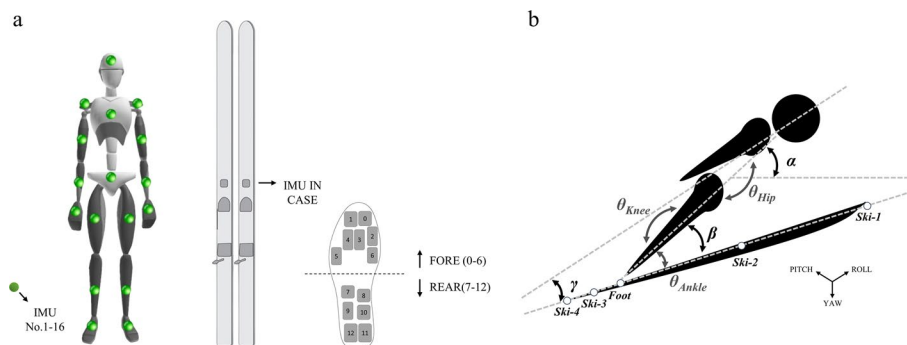 a
IMU
No.1-16
IMU IN
CASE
1 0
4 3 2
5 6
FORE (0-6)
REAR(7-12)
7 8
9 10
12 11
b
α
θHip
θKnee
β
Ski-1
Ski-2
γ
θAnkle
Foot
Ski-3
Ski-4
PITCH ROLL
YAW